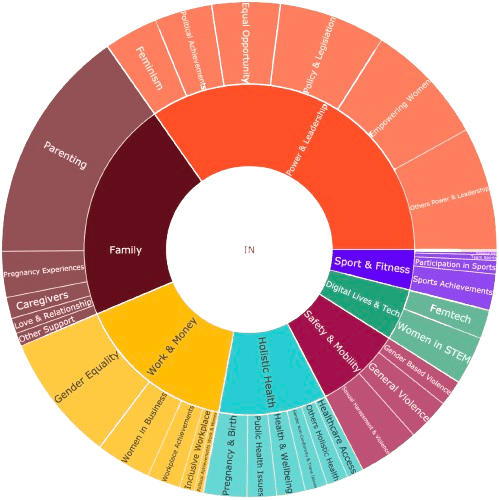 IN
Power & Leadership
Feminism
Political Achievements
Equal Opportunity
Policy & Legislation
Empowering Women
Others Power & Leadership
Family
Parenting
Pregnancy Experiences
Caregivers
Love & Relationship
Other Support
Work & Money
Gender Equality
Women in Business
Workplace Achievements
Inclusive Workplace
Holistic Health
Pregnancy & Birth
Public Health Issues
Health & Wellbeing
Others Holistic Health
Healthcare Access
Safety & Mobility
Sexual Harassment & Violence
General Violence
Gender Based Violence
Digital Lives & Tech
Women in STEM
Femtech
Sport & Fitness
Sports Achievements
Participation in Sports